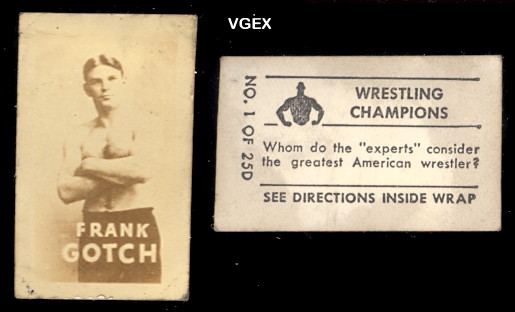 VGEX
FRANK
GOTCH
NO. 1 OF 25D
WRESTLING
CHAMPIONS
Whom do the "experts" consider
the greatest American wrestler?
SEE DIRECTIONS INSIDE WRAP